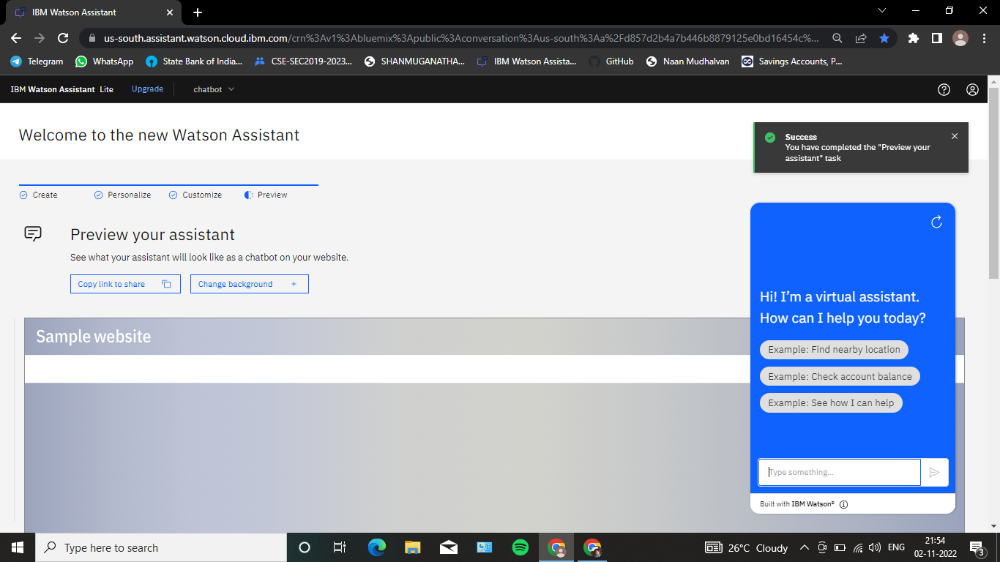 IBM Watson Assistant
us-south.assistant.watson.cloud.ibm.com/crn%3Av1%3Abluemix%3Apublic%3Aconversation%3Aus-south%3Aa%2Fd857d2b4a7b446b8879125e0bd16454c%...
Telegram WhatsApp State Bank of India... CSE-SEC2019-2023... SHANMUGANATHA... IBM Watson Assista... GitHub Naan Mudhalvan Savings Accounts, P...
IBM Watson Assistant Lite Upgrade chatbot
Welcome to the new Watson Assistant
Success
You have completed the "Preview your
assistant" task
Create Personalize Customize Preview
Preview your assistant
See what your assistant will look like as a chatbot on your website.
Copy link to share Change background +
Sample website
Hi! I’m a virtual assistant.
How can I help you today?
Example: Find nearby location
Example: Check account balance
Example: See how I can help
Type something...
Built with IBM Watson®
Type here to search
26°C Cloudy
ENG
21:54
02-11-2022
3